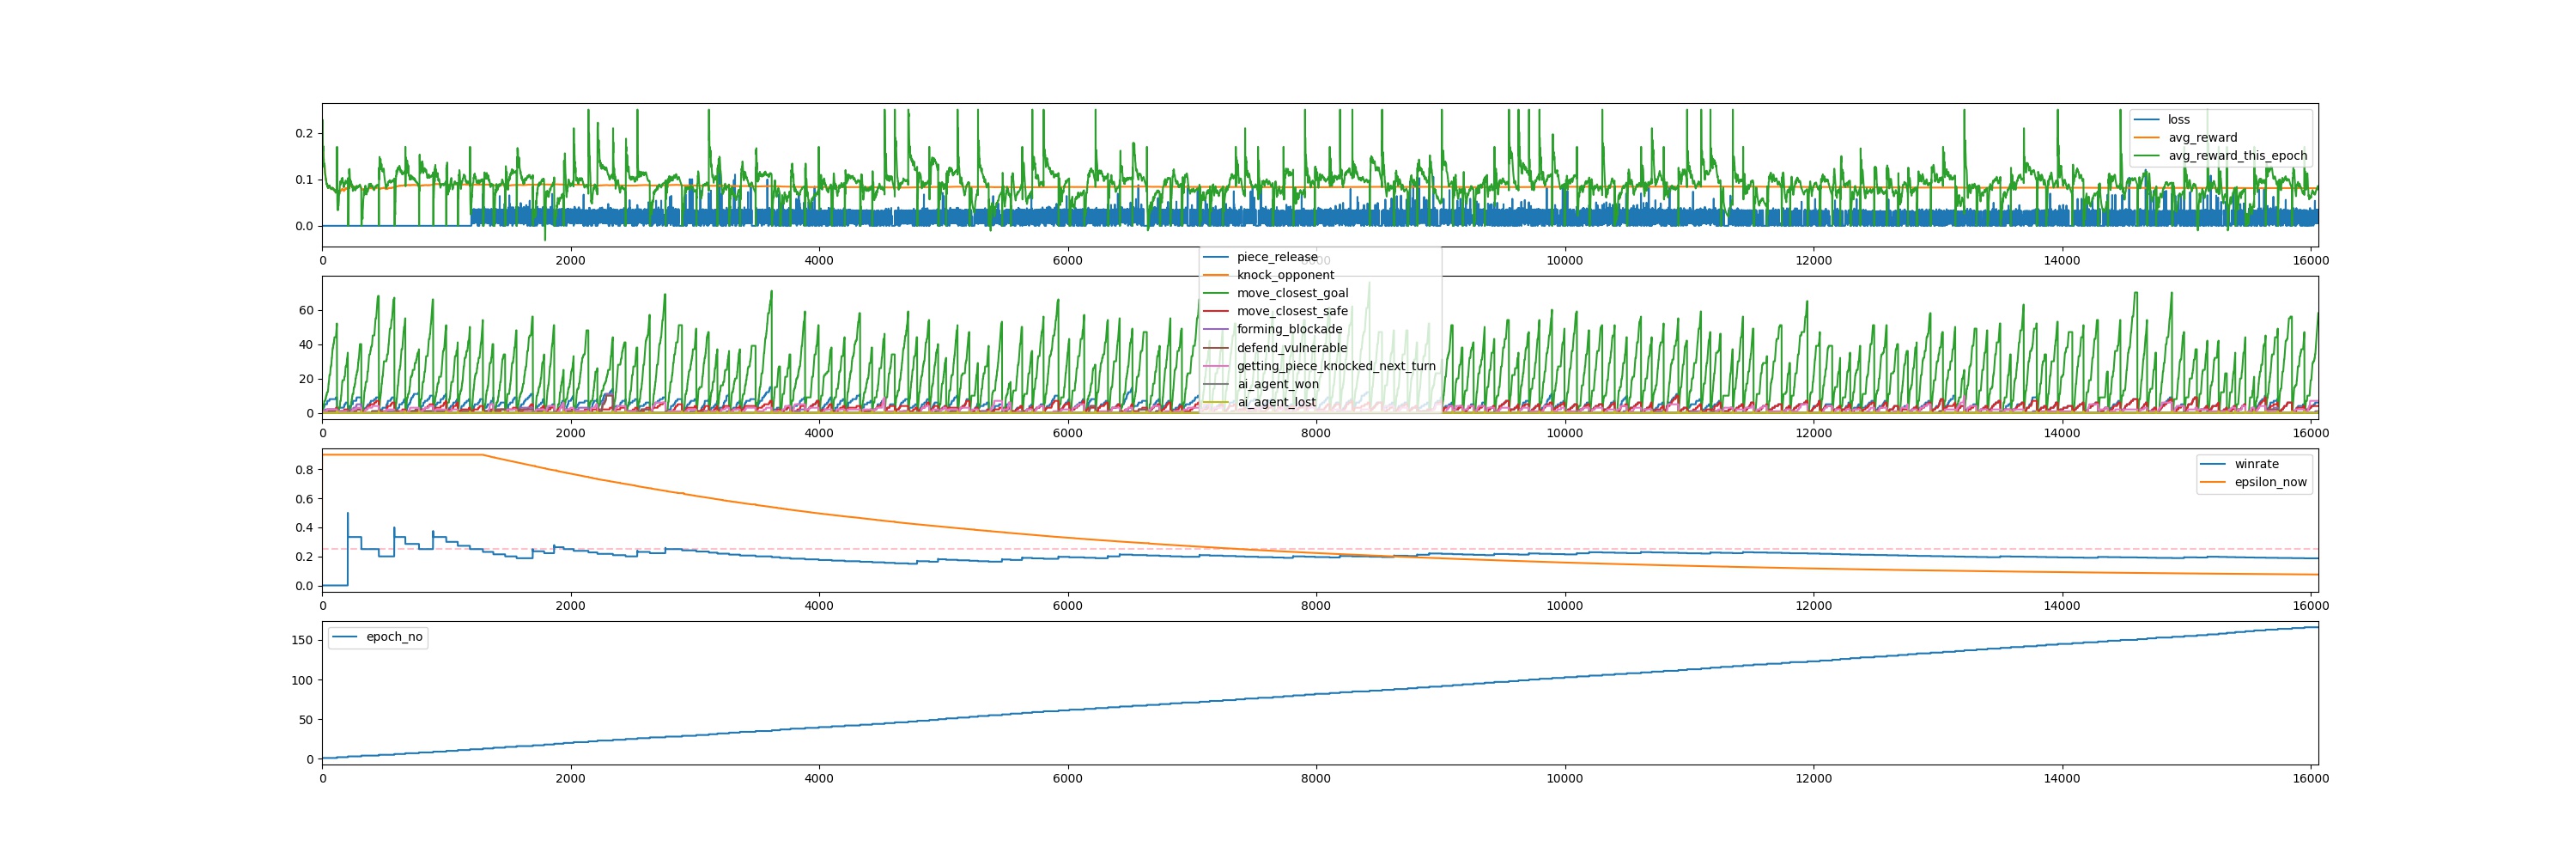 0.2
0.1
0.0
loss
avg_reward
avg_reward_this_epoch
0 2000 4000 6000 8000 10000 12000 14000 16000
60
40
20
0
piece_release
knock_opponent
move_closest_goal
move_closest_safe
forming_blockade
defend_vulnerable
getting_piece_knocked_next_turn
ai_agent_won
ai_agent_lost
0 2000 4000 6000 8000 10000 12000 14000 16000
0.8
0.6
0.4
0.2
0.0
winrate
epsilon_now
0 2000 4000 6000 8000 10000 12000 14000 16000
150
100
50
0
epoch_no
0 2000 4000 6000 8000 10000 12000 14000 16000